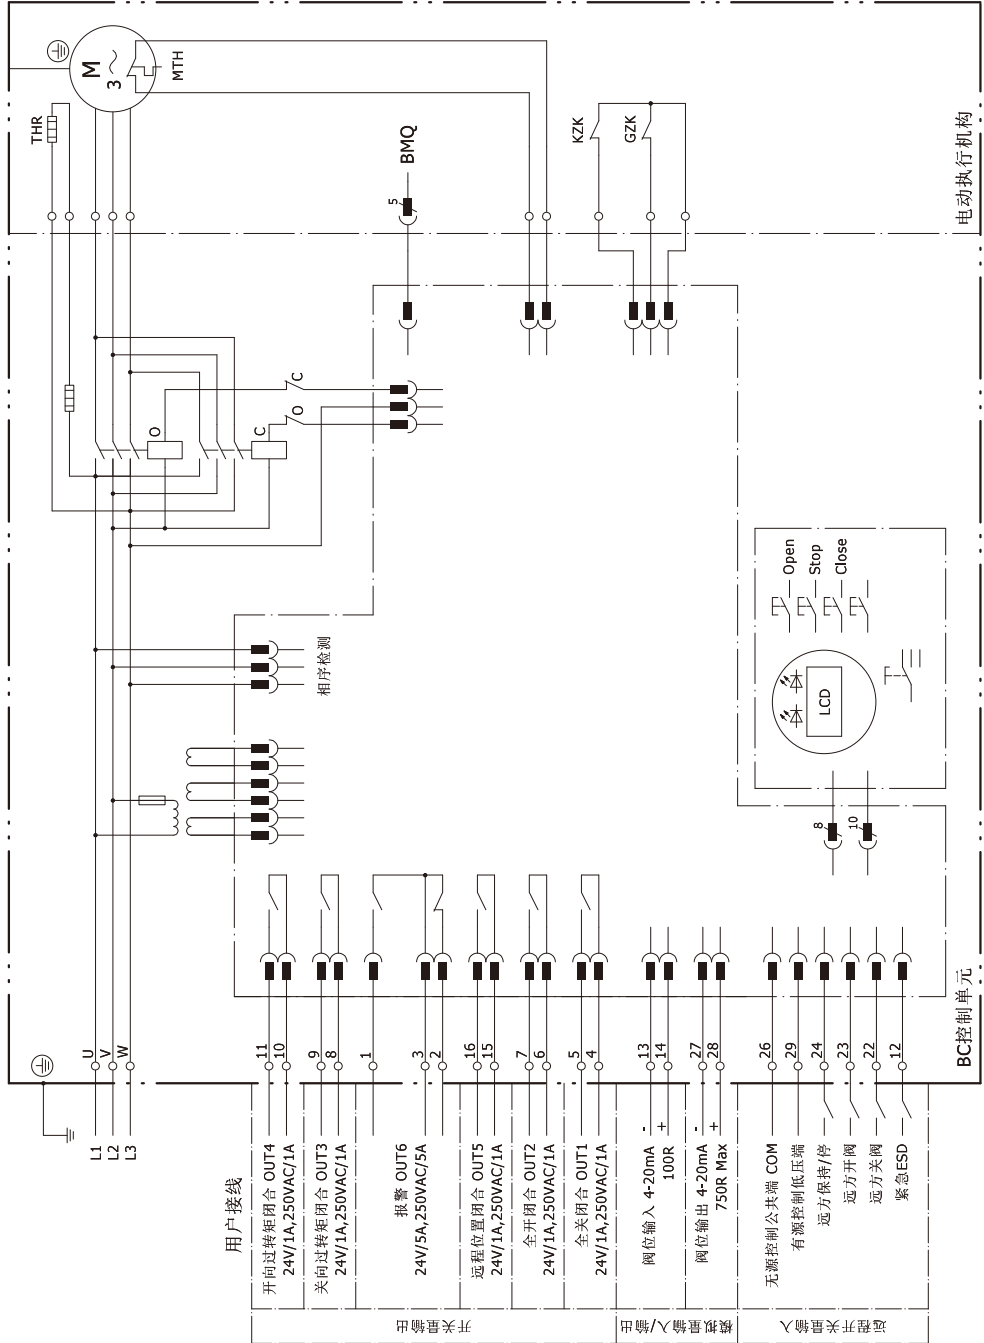 用户接线
开关量输出
开向过转矩闭合 OUT4
24V/1A,250VAC/1A
关向过转矩闭合 OUT3
24V/1A,250VAC/1A
报警 OUT6
24V/5A,250VAC/5A
远程位置闭合 OUT5
24V/1A,250VAC/1A
全开闭合 OUT2
24V/1A,250VAC/1A
全关闭合 OUT1
24V/1A,250VAC/1A
模拟量输入/输出
阀位输入 4-20mA -
100R +
阀位输出 4-20mA -
750R Max +
远程开关量输入
无源控制公共端 COM
有源控制低压端
远方保持/停
远方开阀
远方关阀
紧急ESD
L1
L2
L3
U
V
W
11
10
9
8
1
3
2
16
15
7
6
5
4
13
14
27
28
26
29
24
23
22
12
BC控制单元
8
10
LCD
Open
Stop
Close
相序检测
O
C
O
C
5
BMQ
THR
M
3
MTH
KZK
GZK
电动执行机构